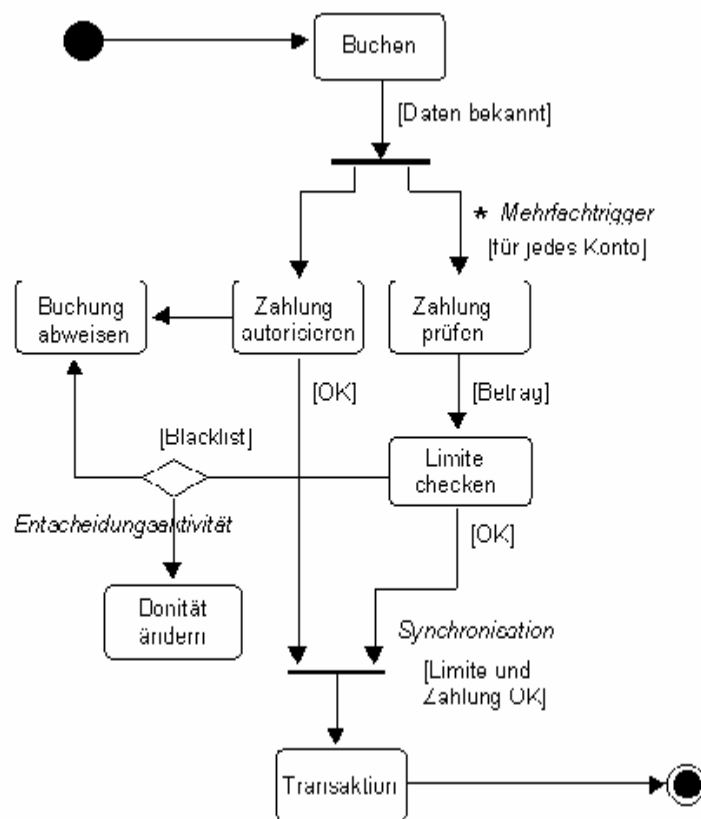 Buchen
[Daten bekannt]
* Mehrfachtrigger
[für jedes Konto]
Buchung
abweisen
Zahlung
autorisieren
Zahlung
prüfen
[OK]
[Betrag]
[Blacklist]
Limite
checken
Entscheidungsaktivität
[OK]
Donität
ändern
Synchronisation
[Limite und
Zahlung OK]
Transaktion